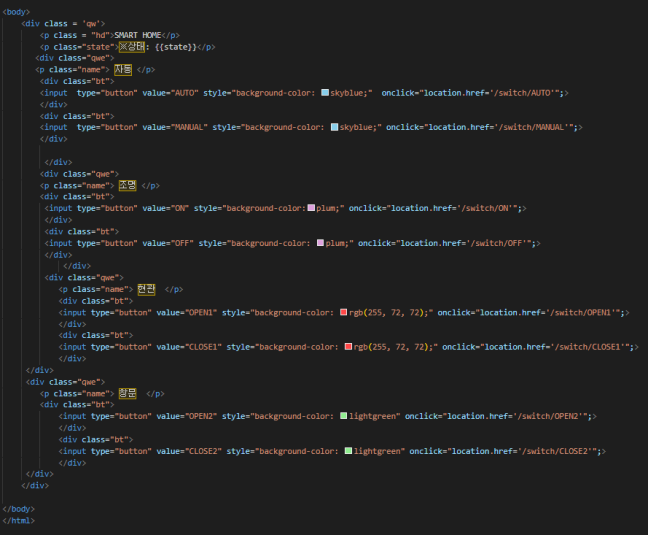 <body>
<div class = 'qw'>
<p class = "hd">SMART HOME</p>
<p class="state">※상태: {{state}}</p>
<div class="qwe">
<p class="name"> 자동 </p>
<div class="bt">
<input  type="button" value="AUTO" style="background-color: skyblue;"  onclick="location.href='/switch/AUTO'";>
</div>
<div class="bt">
<input  type="button" value="MANUAL" style="background-color: skyblue;" onclick="location.href='/switch/MANUAL'";>
</div>
</div>
<div class="qwe">
<p class="name"> 조명 </p>
<div class="bt">
<input type="button" value="ON" style="background-color:plum;" onclick="location.href='/switch/ON'";>
</div>
<div class="bt">
<input type="button" value="OFF" style="background-color: plum;" onclick="location.href='/switch/OFF'";>
</div>
</div>
<div class="qwe">
<p class="name"> 현관  </p>
<div class="bt">
<input type="button" value="OPEN1" style="background-color: rgb(255, 72, 72);" onclick="location.href='/switch/OPEN1'";>
</div>
<div class="bt">
<input type="button" value="CLOSE1" style="background-color: rgb(255, 72, 72);" onclick="location.href='/switch/CLOSE1'";>
</div>
</div>
<div class="qwe">
<p class="name"> 창문  </p>
<div class="bt">
<input type="button" value="OPEN2" style="background-color: lightgreen" onclick="location.href='/switch/OPEN2'";>
</div>
<div class="bt">
<input type="button" value="CLOSE2" style="background-color: lightgreen" onclick="location.href='/switch/CLOSE2'";>
</div>
</div>
</div>
</body>
</html>